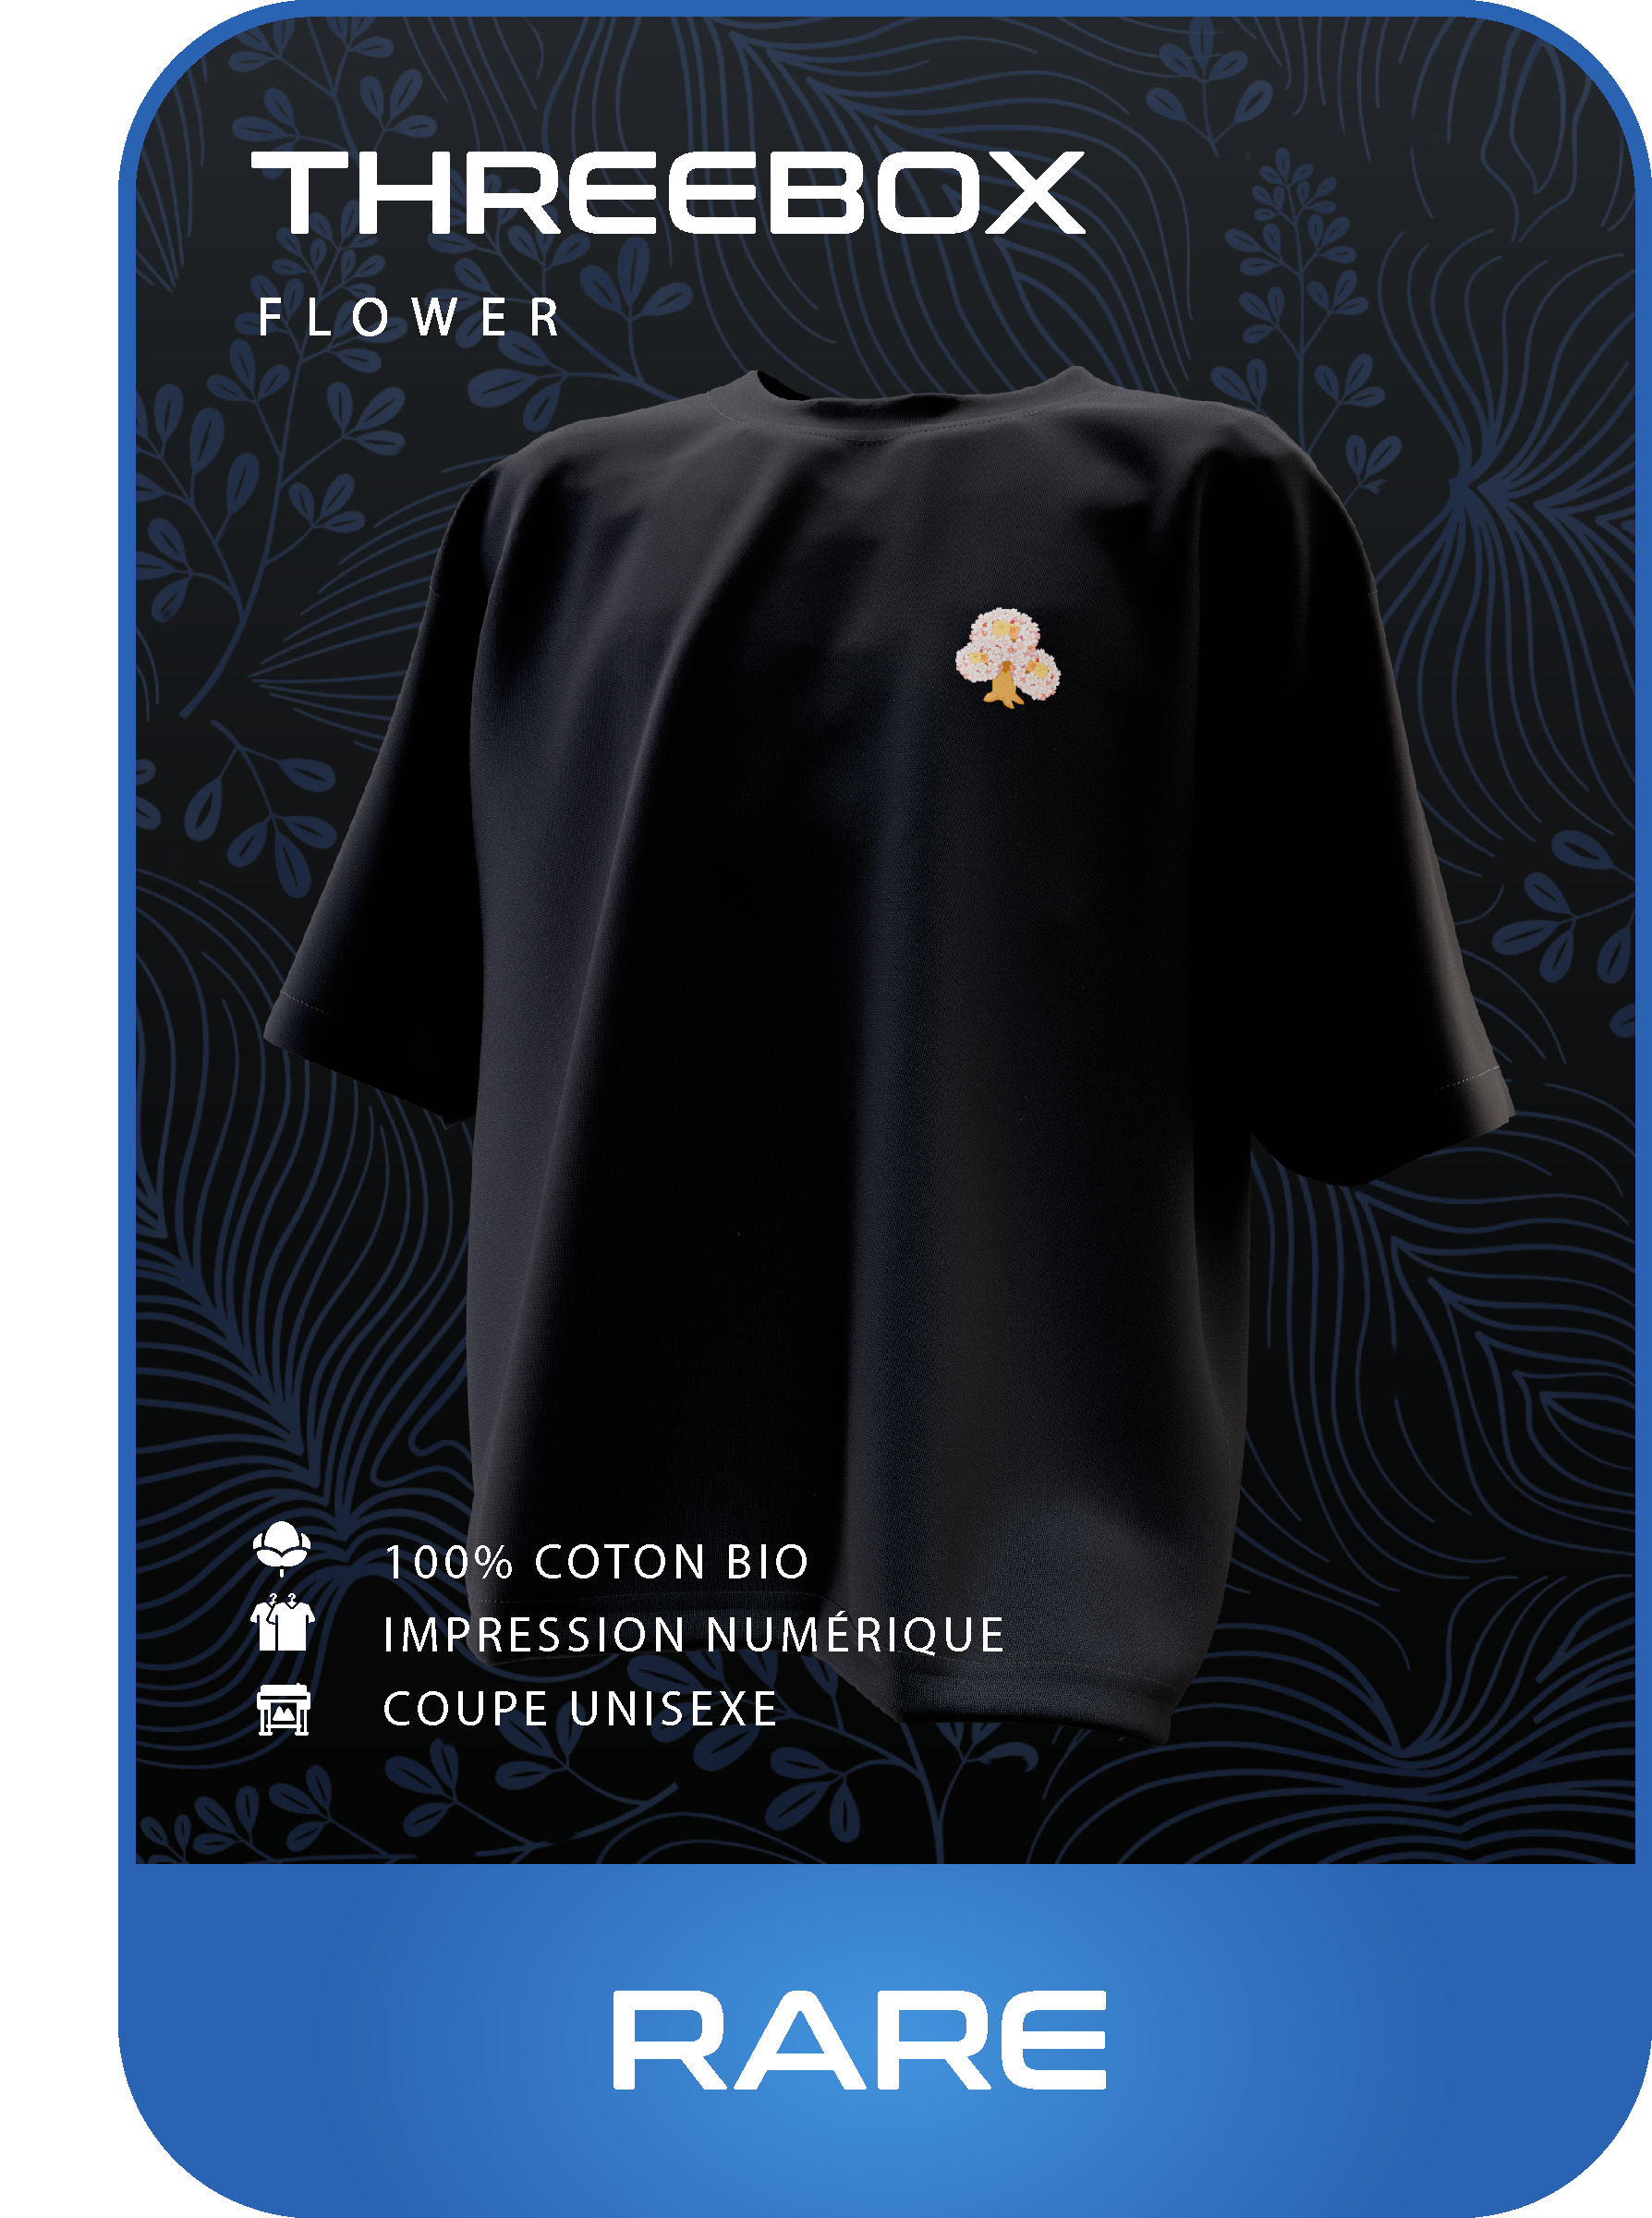 THREEBOX
FLOWER
100% COTON BIO
IMPRESSION NUMÉRIQUE
COUPE UNISEXE
RARE